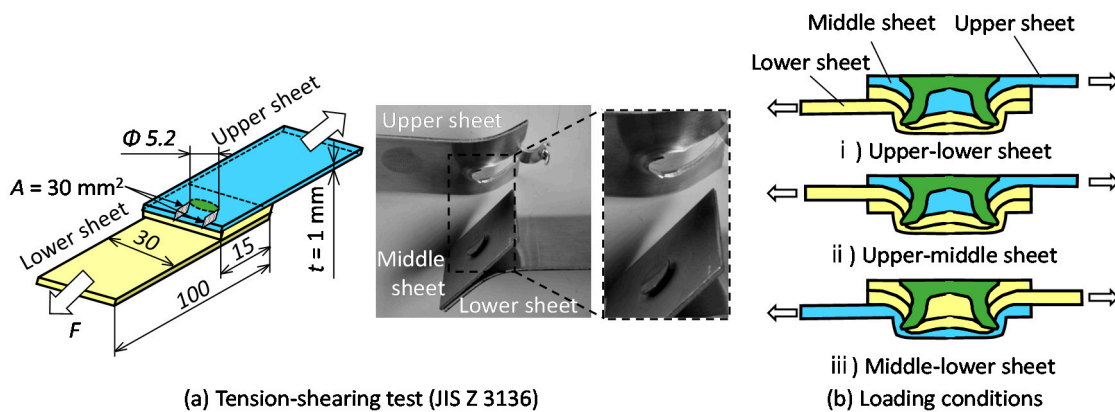 Φ 5.2
Upper sheet
A = 30 mm²
Lower sheet
30
15
100
t = 1 mm
F
Upper sheet
Middle
sheet
Lower sheet
(a) Tension-shearing test (JIS Z 3136)
Middle sheet
Upper sheet
Lower sheet
i ) Upper-lower sheet
ii ) Upper-middle sheet
iii ) Middle-lower sheet
(b) Loading conditions